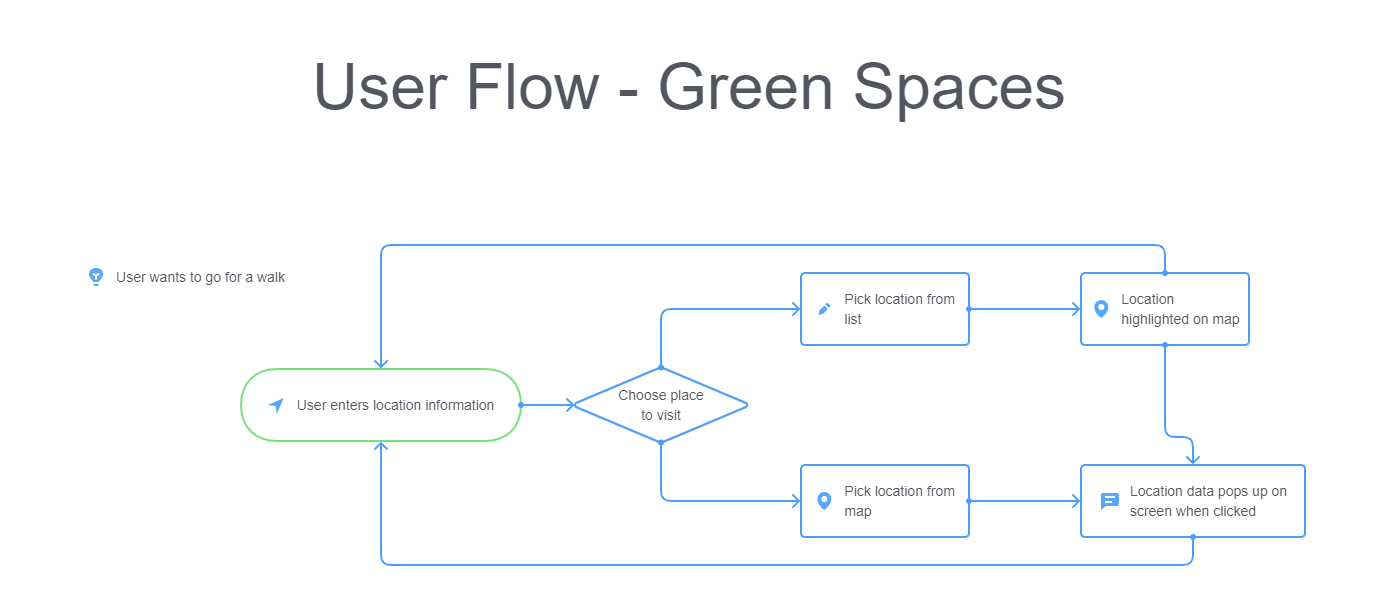 User Flow - Green Spaces
User wants to go for a walk
User enters location information
Choose place
to visit
Pick location from
list
Location
highlighted on map
Pick location from
map
Location data pops up on
screen when clicked